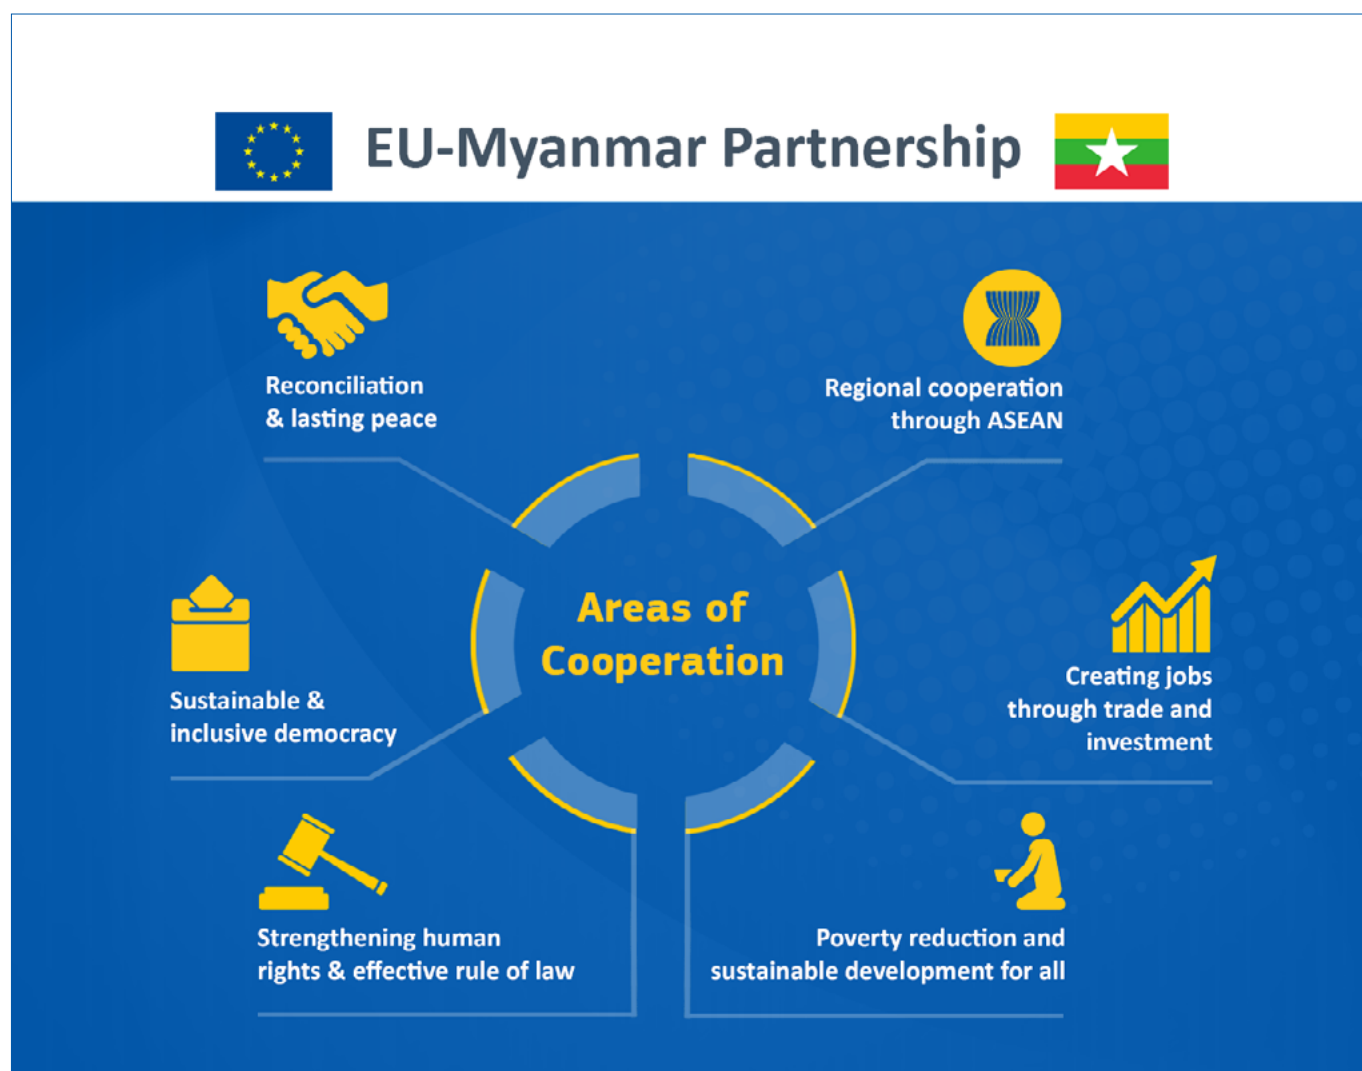 EU-Myanmar Partnership
Reconciliation
& lasting peace
Regional cooperation
through ASEAN
Areas of
Cooperation
Sustainable &
inclusive democracy
Creating jobs
through trade and
investment
Strengthening human
rights & effective rule of law
Poverty reduction and
sustainable development for all